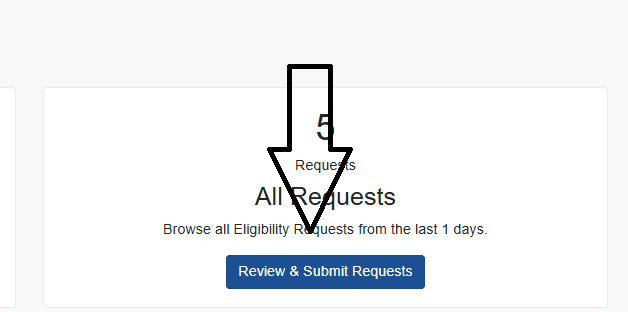 5
Requests
All Requests
Browse all Eligibility Requests from the last 1 days.
Review & Submit Requests